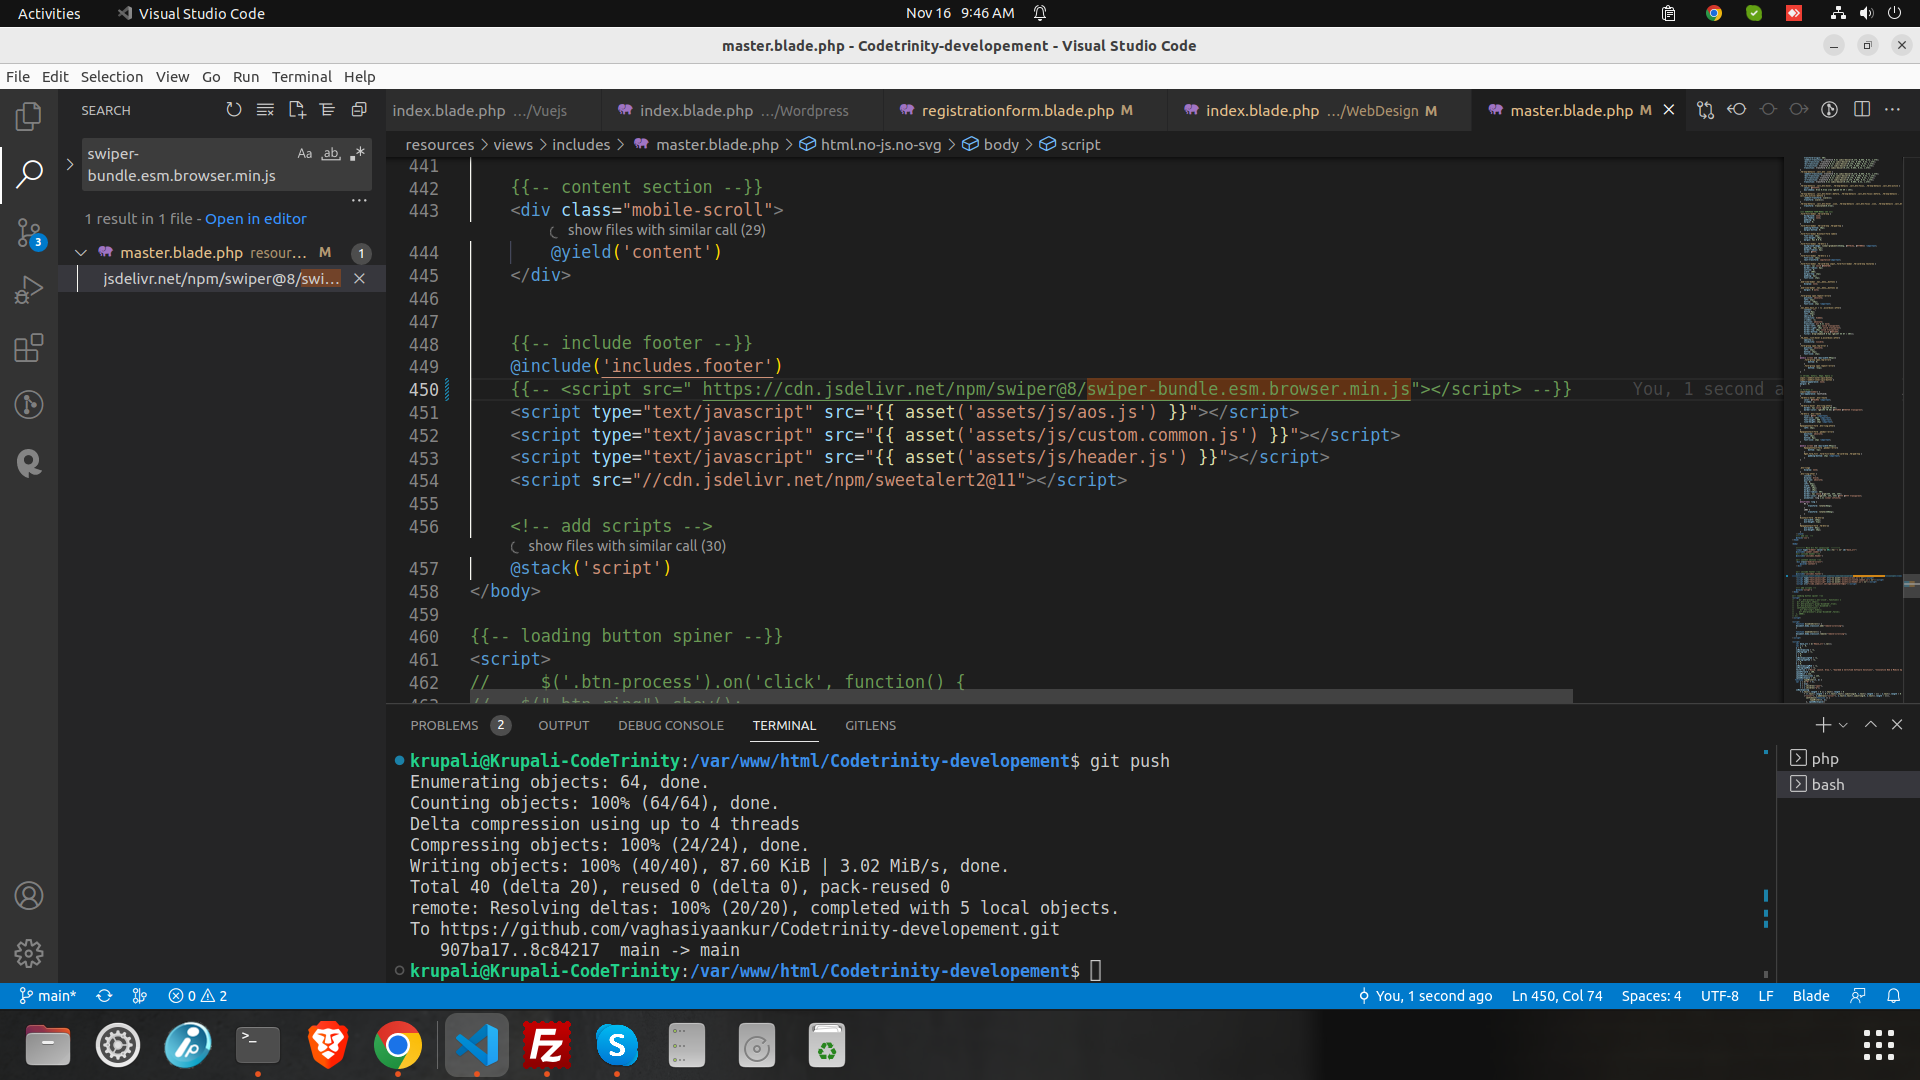 Activities
Visual Studio Code
Nov 16 9:46 AM
master.blade.php - Codetrinity-developement - Visual Studio Code
File Edit Selection View Go Run Terminal Help
SEARCH
swiper-
bundle.esm.browser.min.js
Aa ab
1 result in 1 file - Open in editor
master.blade.php resour... M 1
jsdelivr.net/npm/swiper@8/swi...
3
index.blade.php .../Vuejs
index.blade.php .../Wordpress
registrationform.blade.php M
index.blade.php .../WebDesign M
master.blade.php M
resources > views > includes > master.blade.php > html.no-js.no-svg > body > script
441
442 {{-- content section --}}
443 <div class="mobile-scroll">
show files with similar call (29)
444 @yield('content')
445 </div>
446
447
448 {{-- include footer --}}
449 @include('includes.footer')
450 {{-- <script src=" https://cdn.jsdelivr.net/npm/swiper@8/swiper-bundle.esm.browser.min.js"></script> --}} You, 1 second a
451 <script type="text/javascript" src="{{ asset('assets/js/aos.js') }}"></script>
452 <script type="text/javascript" src="{{ asset('assets/js/custom.common.js') }}"></script>
453 <script type="text/javascript" src="{{ asset('assets/js/header.js') }}"></script>
454 <script src="//cdn.jsdelivr.net/npm/sweetalert2@11"></script>
455
456 <!-- add scripts -->
show files with similar call (30)
457 @stack('script')
458 </body>
459
460 {{-- loading button spiner --}}
461 <script>
462 // $('.btn-process').on('click', function() {
PROBLEMS 2 OUTPUT DEBUG CONSOLE TERMINAL GITLENS
krupali@Krupali-CodeTrinity:/var/www/html/Codetrinity-developement$ git push
Enumerating objects: 64, done.
Counting objects: 100% (64/64), done.
Delta compression using up to 4 threads
Compressing objects: 100% (24/24), done.
Writing objects: 100% (40/40), 87.60 KiB | 3.02 MiB/s, done.
Total 40 (delta 20), reused 0 (delta 0), pack-reused 0
remote: Resolving deltas: 100% (20/20), completed with 5 local objects.
To https://github.com/vaghasiyaankur/Codetrinity-developement.git
907ba17..8c84217 main -> main
krupali@Krupali-CodeTrinity:/var/www/html/Codetrinity-developement$
php
bash
main* 0 2
You, 1 second ago Ln 450, Col 74 Spaces: 4 UTF-8 LF Blade
>_
Fz
S